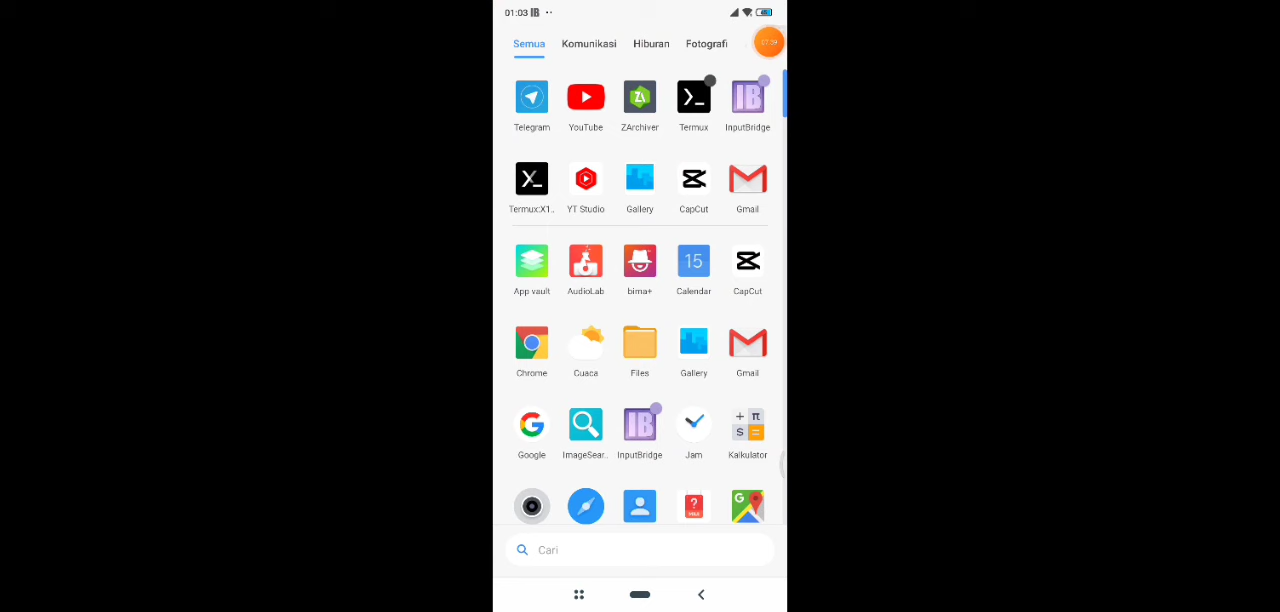 01:03 IB
Semua Komunikasi Hiburan Fotografi
Telegram YouTube ZArchiver Termux InputBridge
Termux:X1.. YT Studio Gallery CapCut Gmail
15
App vault AudioLab bima+ Calendar CapCut
Chrome Cuaca Files Gallery Gmail
Google ImageSear.. InputBridge Jam Kalkulator
Cari